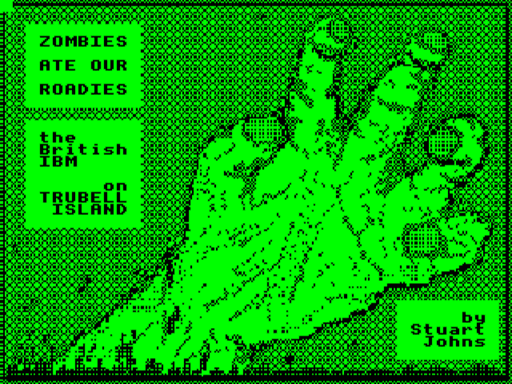 ZOMBIES
ATE OUR
ROADIES
the
British
IBM
on
TRUBELL
ISLAND
by
Stuart
Johns